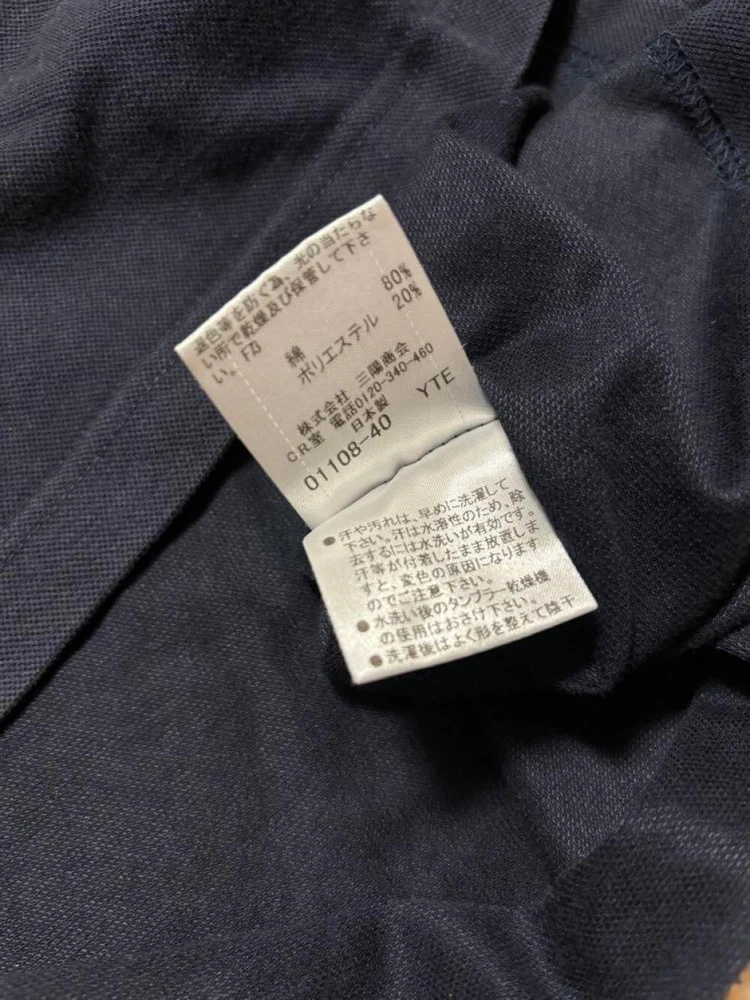 退色等を防ぐ為、光の当たらな
い所で乾燥及び保管して下さ
い。F73
綿 80%
ポリエステル 20%
株式会社 三陽商会
C.R.室 電話0120-340-460
日本製
01108-40 YTE
●汗や汚れは、早めに洗濯して
下さい。汗は水溶性のため、除
去するには水洗いが有効です。
汗等が付着したまま放置しま
すと、変色の原因になります
のでご注意下さい。
●水洗い後のタンブラー乾燥機
の使用はおさけ下さい。
●洗濯後はよく形を整えて陰干